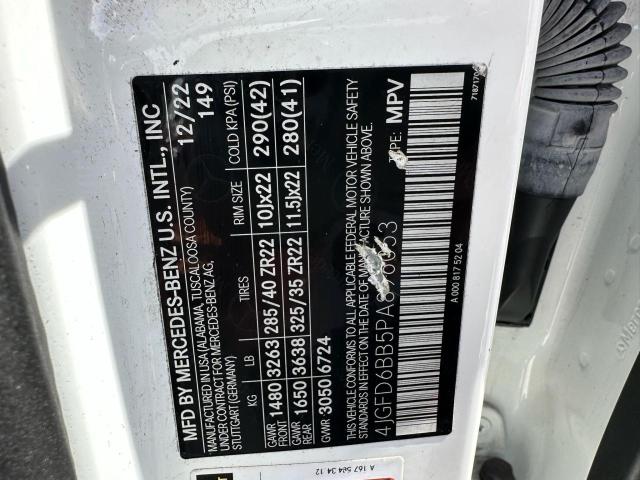 MFD BY MERCEDES-BENZ U.S. INTL., INC
MANUFACTURED IN USA (ALABAMA, TUSCALOOSA COUNTY)
UNDER CONTRACT FOR MERCEDES-BENZ AG,
STUTTGART (GERMANY)
12/22
149
KG LB TIRES RIM SIZE COLD KPA (PSI)
GAWR FRONT 1480 3263 285/40 ZR22 10Jx22 290(42)
GAWR REAR 1650 3638 325/35 ZR22 11.5Jx22 280(41)
GVWR 3050 6724
THIS VEHICLE CONFORMS TO ALL APPLICABLE FEDERAL MOTOR VEHICLE SAFETY
STANDARDS IN EFFECT ON THE DATE OF MANUFACTURE SHOWN ABOVE.
TYPE: MPV
A 000 817 52 04
A 167 584 34 12